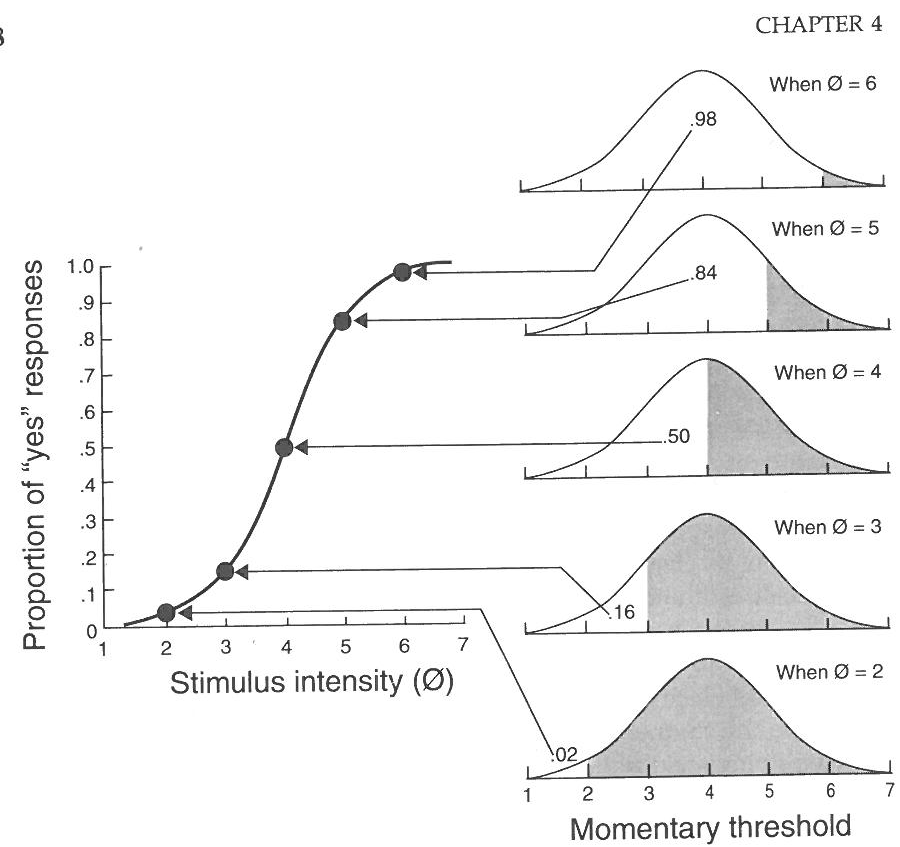 8
CHAPTER 4
When Ø = 6
.98
When Ø = 5
.84
When Ø = 4
.50
When Ø = 3
.16
When Ø = 2
.02
1 2 3 4 5 6 7
Momentary threshold
Proportion of “yes” responses
1.0
.9
.8
.7
.6
.5
.4
.3
.2
.1
0
1 2 3 4 5 6 7
Stimulus intensity (Ø)